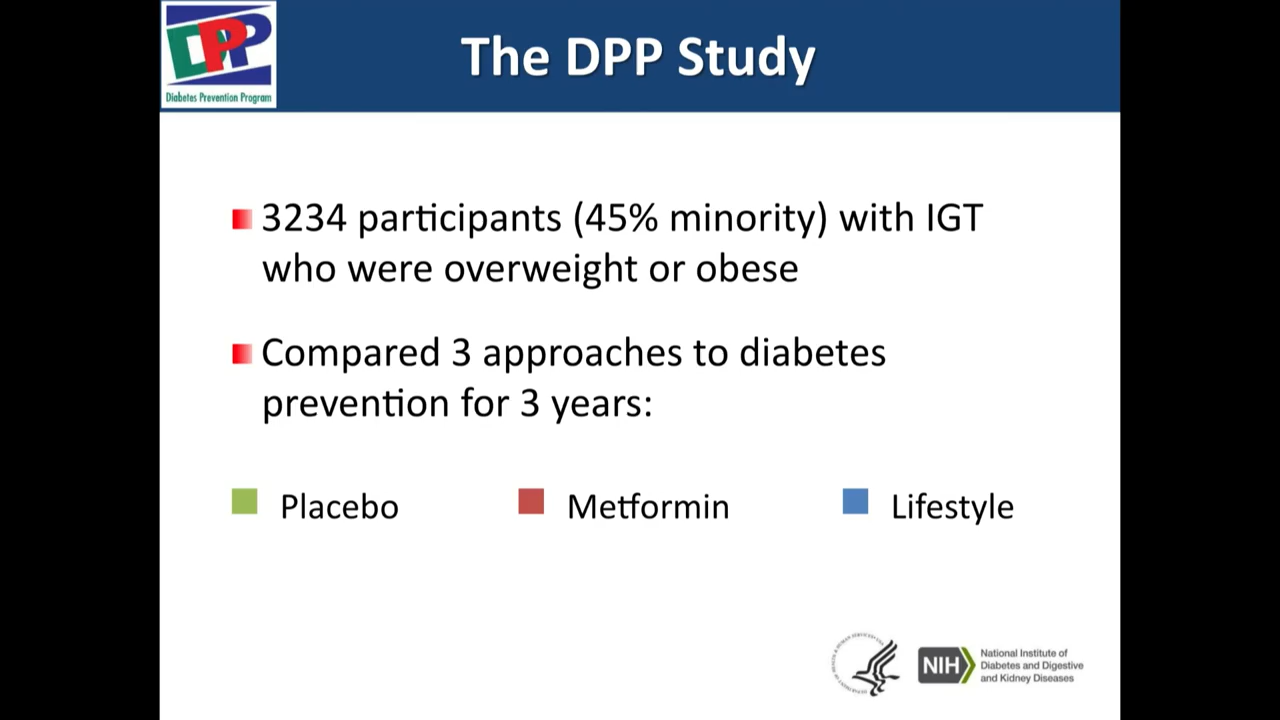 DPP
Diabetes Prevention Program
The DPP Study
3234 participants (45% minority) with IGT
who were overweight or obese
Compared 3 approaches to diabetes
prevention for 3 years:
Placebo Metformin Lifestyle
NIH
National Institute of
Diabetes and Digestive
and Kidney Diseases